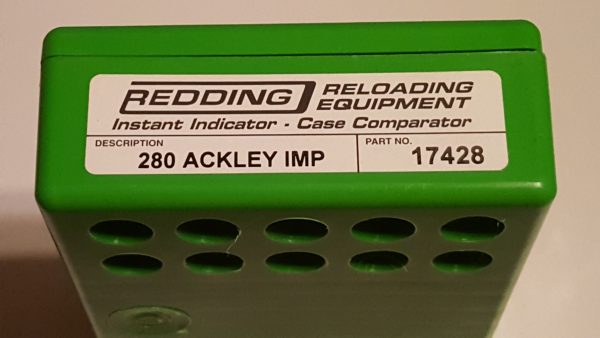 REDDING RELOADING EQUIPMENT
Instant Indicator - Case Comparator
DESCRIPTION PART NO.
280 ACKLEY IMP 17428